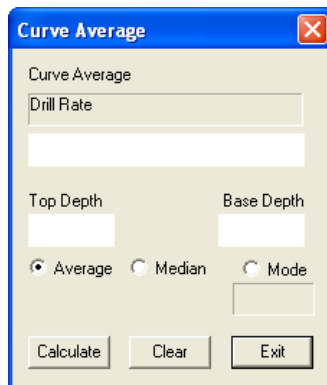 Curve Average
Curve Average
Drill Rate
Top Depth Base Depth
Average Median Mode
Calculate Clear Exit